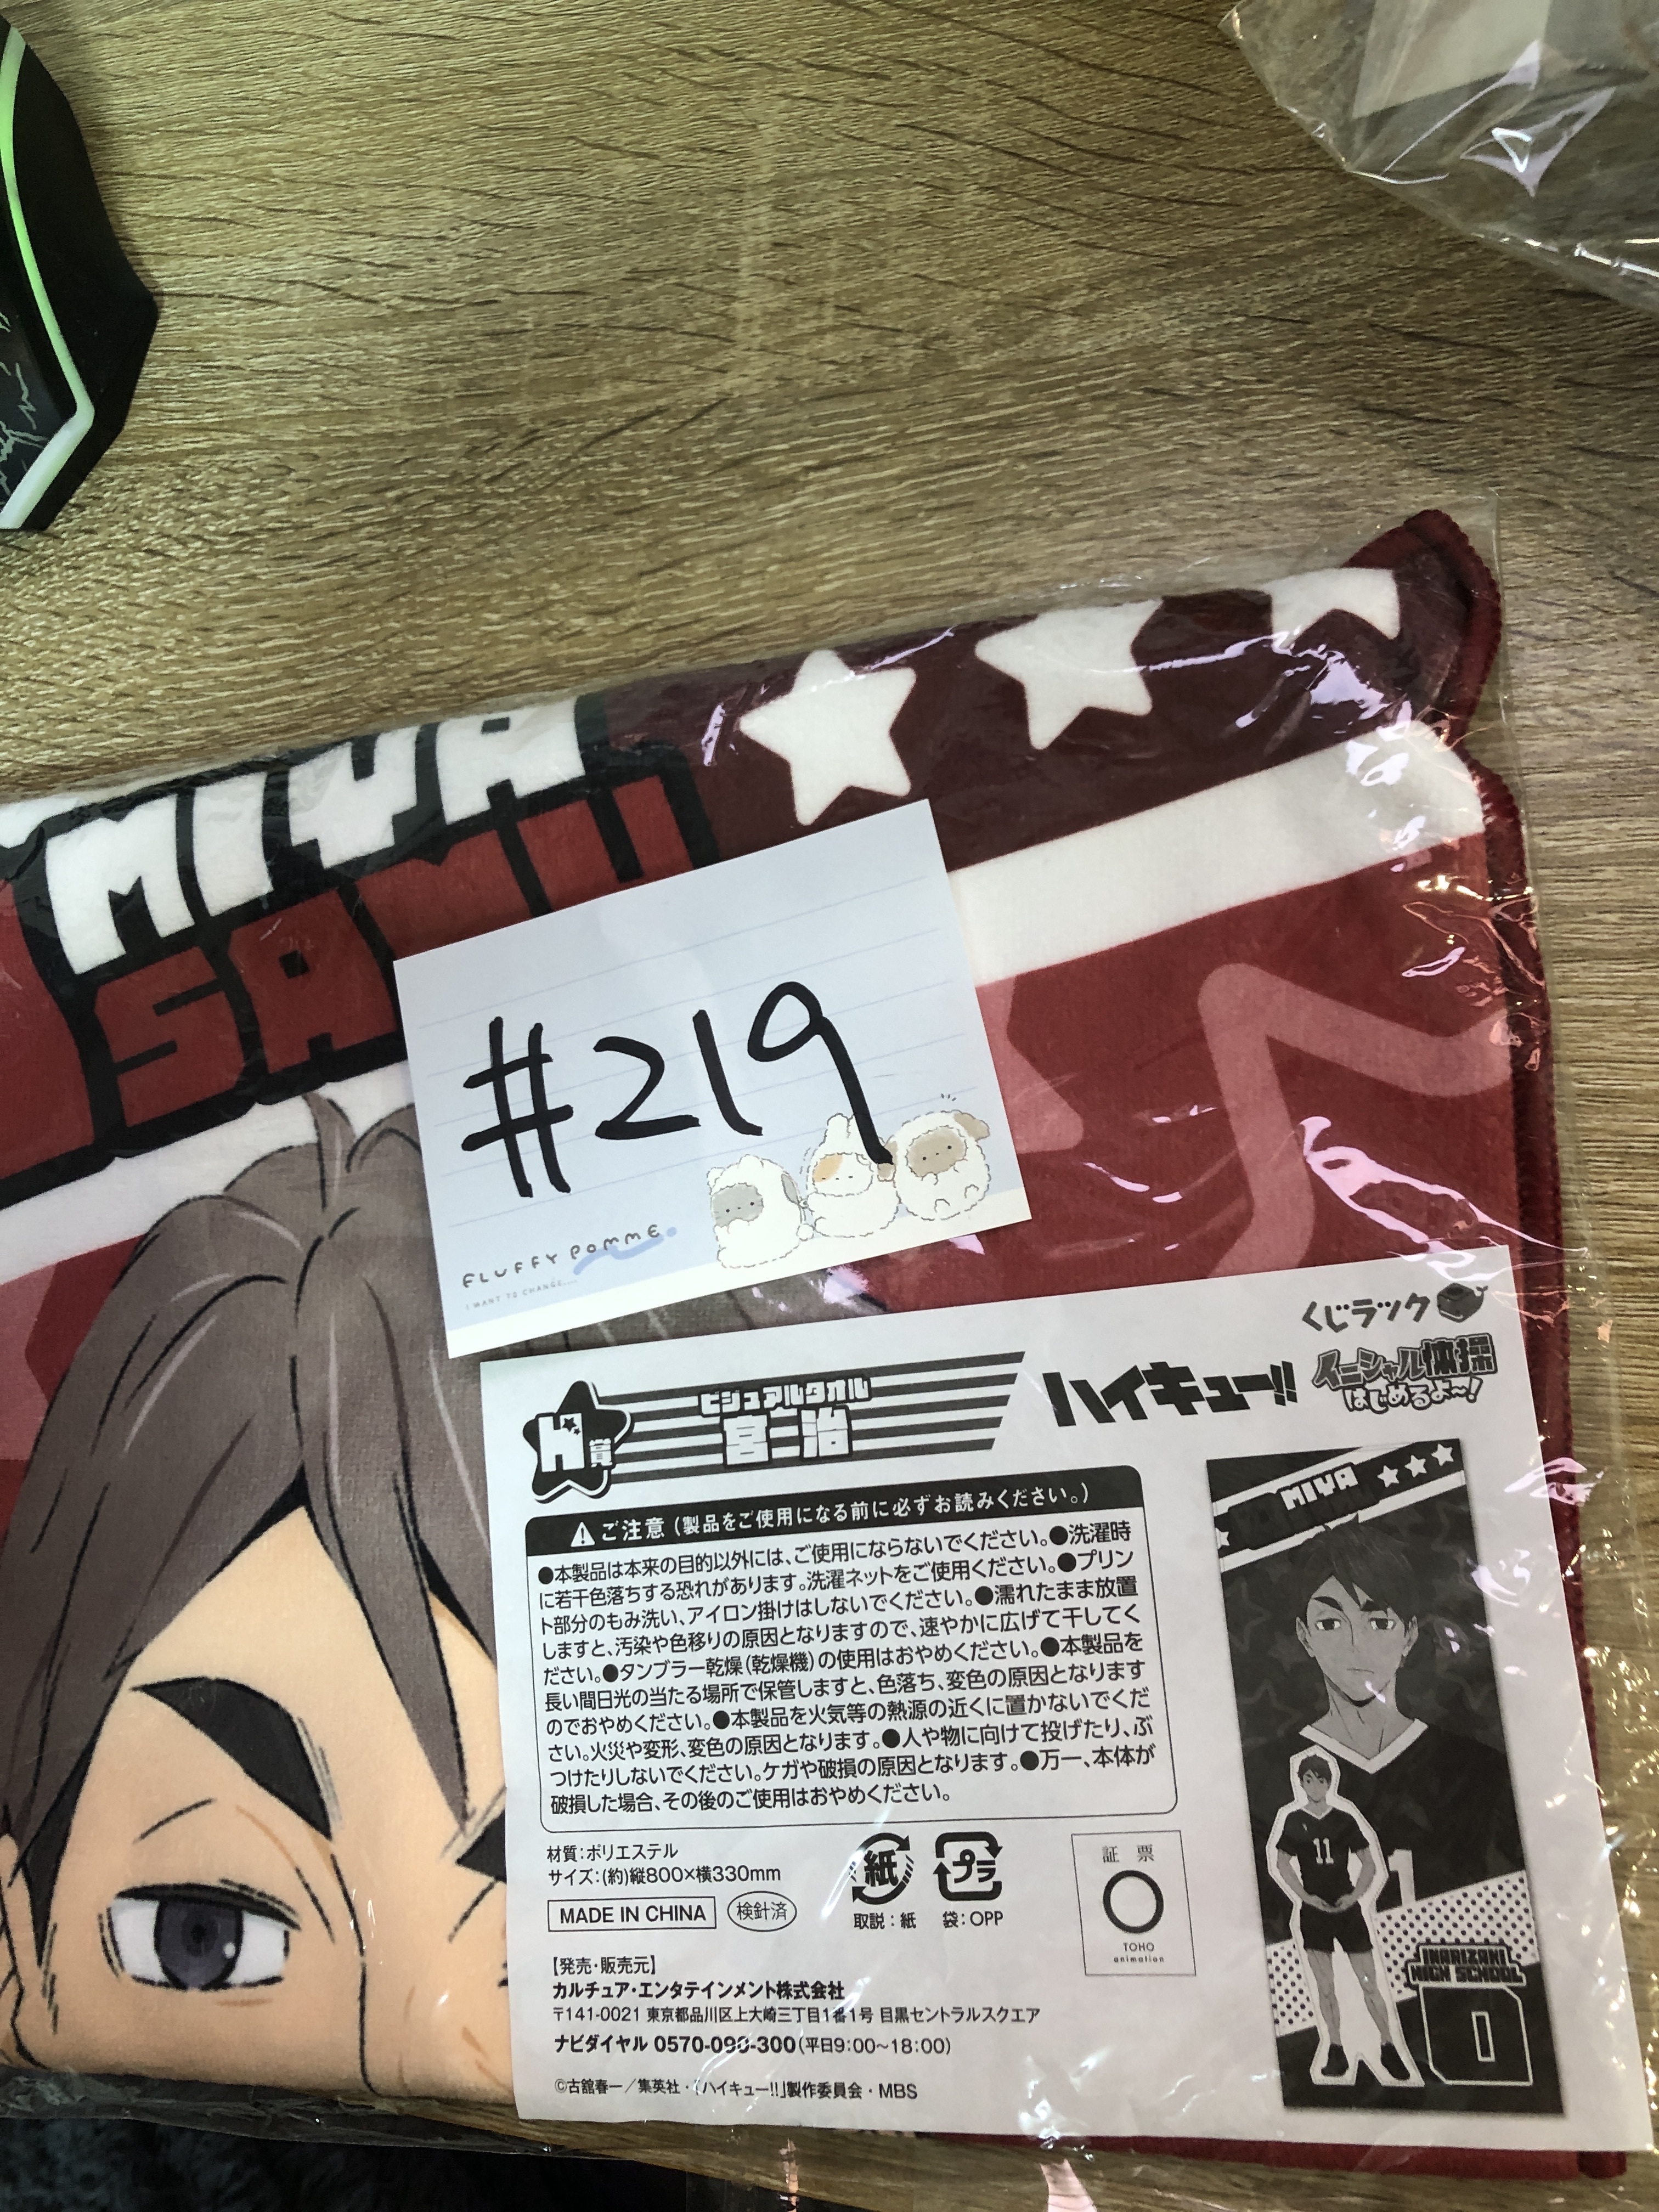 MIYA
SAMU
#219
FLUFFY POMME
I WANT TO CHANGE....
くじラック
H賞
ビジュアルタオル
宮 治
ハイキュー!!
イニシャル体操
はじめるよ〜!
⚠ご注意(製品をご使用になる前に必ずお読みください。)
●本製品は本来の目的以外には、ご使用にならないでください。●洗濯時
に若干色落ちする恐れがあります。洗濯ネットをご使用ください。●プリン
ト部分のもみ洗い、アイロン掛けはしないでください。●濡れたまま放置
しますと、汚染や色移りの原因となりますので、速やかに広げて干してく
ださい。●タンブラー乾燥(乾燥機)の使用はおやめください。●本製品を
長い間日光の当たる場所で保管しますと、色落ち、変色の原因となります
のでおやめください。●本製品を火気等の熱源の近くに置かないでくだ
さい。火災や変形、変色の原因となります。●人や物に向けて投げたり、ぶ
つけたりしないでください。ケガや破損の原因となります。●万一、本体が
破損した場合、その後のご使用はおやめください。
材質:ポリエステル
サイズ:(約)縦800×横330mm
MADE IN CHINA
検針済
紙
取説:紙
プラ
袋:OPP
証票
TOHO
animation
【発売・販売元】
カルチュア・エンタテインメント株式会社
〒141-0021 東京都品川区上大崎三丁目1番1号 目黒セントラルスクエア
ナビダイヤル 0570-090-300(平日9:00〜18:00)
©古舘春一/集英社・「ハイキュー!!」製作委員会・MBS
MIYA
11
1
INARIZAKI
HIGH SCHOOL
O